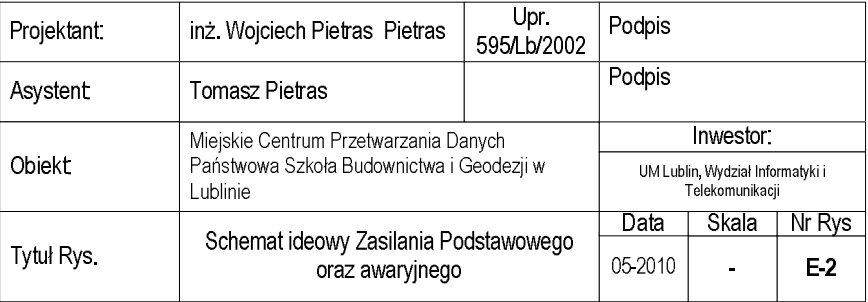 Projektant:
inż. Wojciech Pietras Pietras
Upr.
595/Lb/2002
Podpis
Asystent:
Tomasz Pietras
Podpis
Obiekt:
Miejskie Centrum Przetwarzania Danych
Państwowa Szkoła Budownictwa i Geodezji w
Lublinie
Inwestor:
UM Lublin, Wydział Informatyki i
Telekomunikacji
Tytuł Rys.
Schemat ideowy Zasilania Podstawowego
oraz awaryjnego
Data
Skala
Nr Rys
05-2010
-
E-2